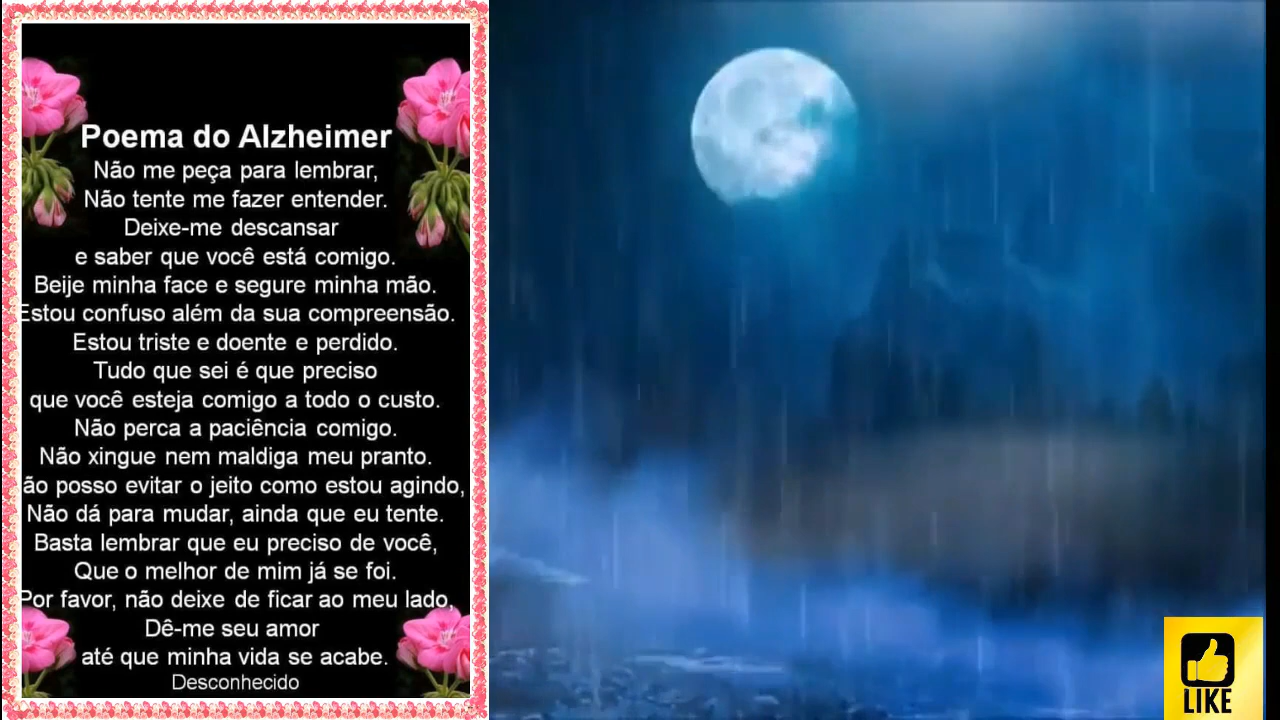 Poema do Alzheimer
Não me peça para lembrar,
Não tente me fazer entender.
Deixe-me descansar
e saber que você está comigo.
Beije minha face e segure minha mão.
Estou confuso além da sua compreensão.
Estou triste e doente e perdido.
Tudo que sei é que preciso
que você esteja comigo a todo o custo.
Não perca a paciência comigo.
Não xingue nem maldiga meu pranto.
ão posso evitar o jeito como estou agindo,
Não dá para mudar, ainda que eu tente.
Basta lembrar que eu preciso de você,
Que o melhor de mim já se foi.
Por favor, não deixe de ficar ao meu lado,
Dê-me seu amor
até que minha vida se acabe.
Desconhecido
LIKE